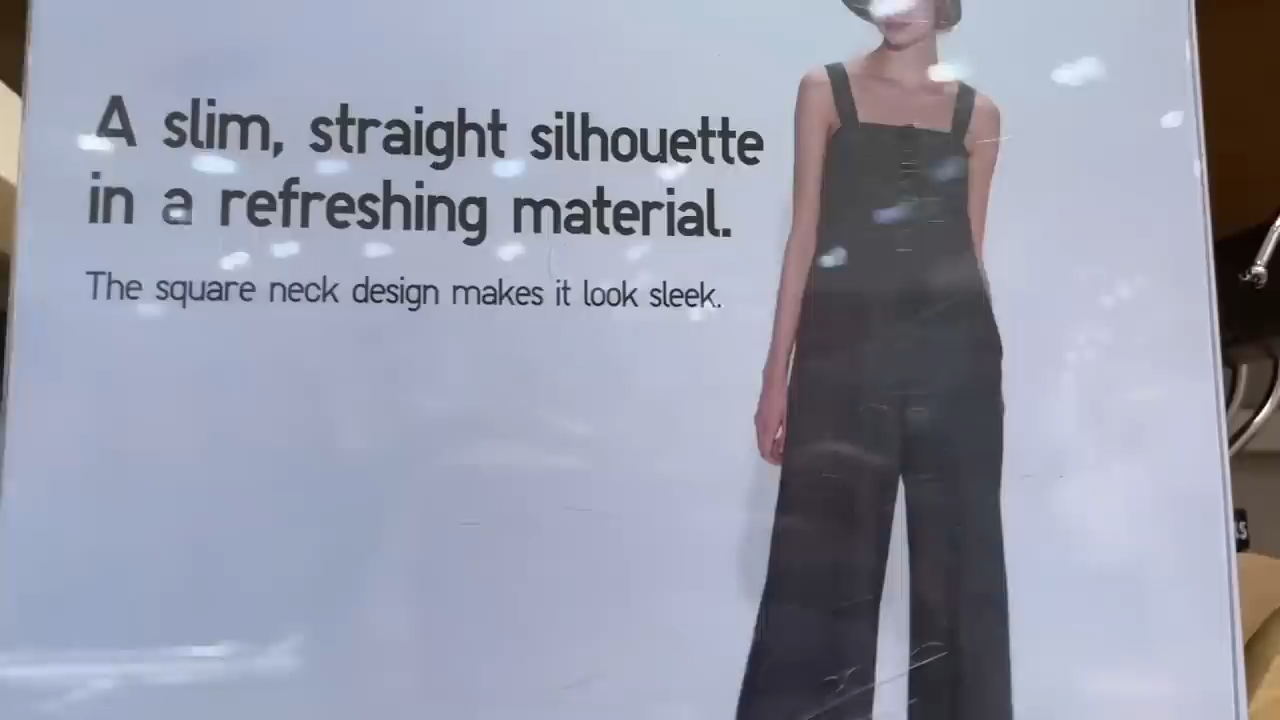 A slim, straight silhouette
in a refreshing material.
The square neck design makes it look sleek.